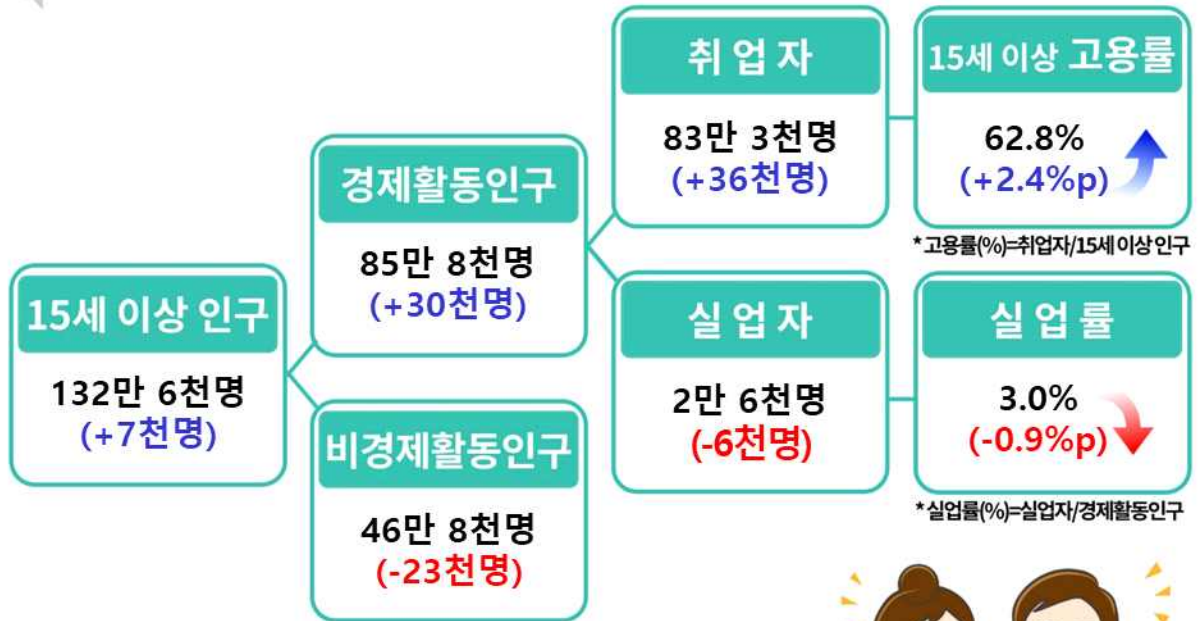 15세 이상 인구
132만 6천명
(+7천명)
경제활동인구
85만 8천명
(+30천명)
비경제활동인구
46만 8천명
(-23천명)
취업자
83만 3천명
(+36천명)
15세 이상 고용률
62.8%
(+2.4%p)
*고용률(%)=취업자/15세 이상 인구
실업자
2만 6천명
(-6천명)
실업률
3.0%
(-0.9%p)
*실업률(%)=실업자/경제활동인구